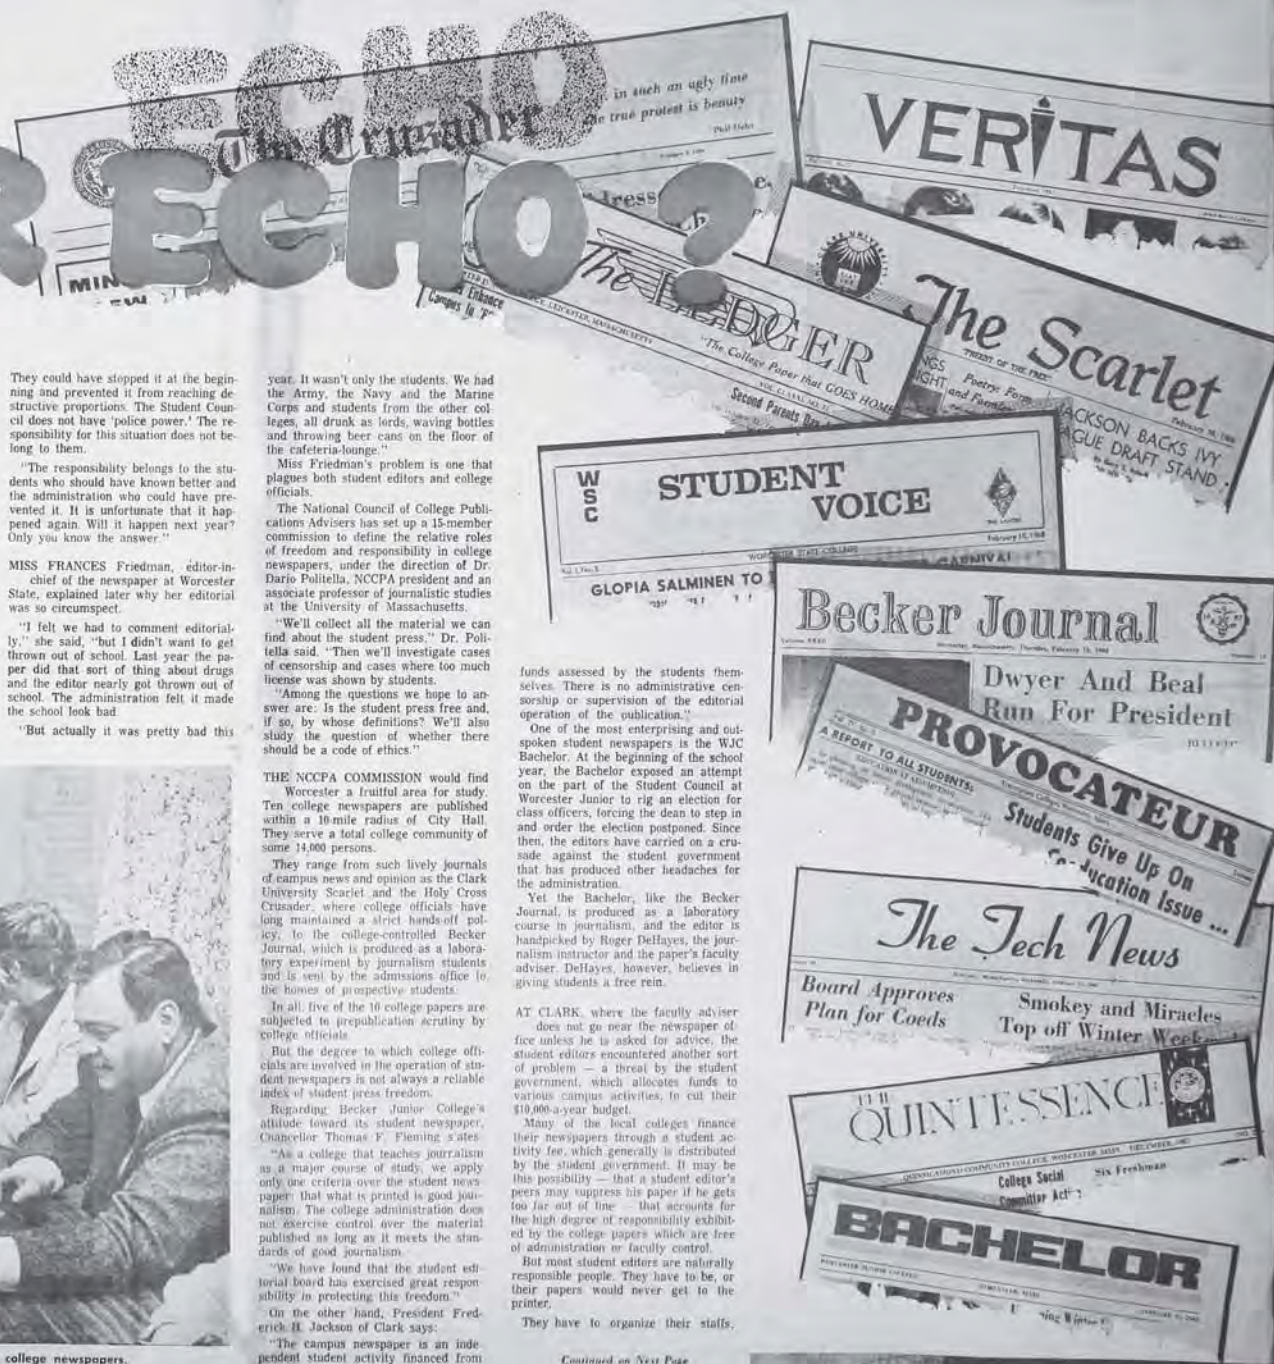 ECHO
R ECHO ?
The Crusader
in such an ugly time
the true protest is beauty
MIN
VERITAS
The LEDGER
LEICESTER, MASSACHUSETTS
"The College Paper that GOES HOME
Second Parents Day
Enhance
Campus In
The Scarlet
February 16, 1968
Poetry: Form
and
JACKSON BACKS IVY
DRAFT STAND
WSC
STUDENT
VOICE
February 16, 1968
WORCESTER STATE COLLEGE
CARNIVAL
GLOPIA SALMINEN TO
Becker Journal
Dwyer And Beal
Run For President
PROVOCATEUR
A REPORT TO ALL STUDENTS:
Students Give Up On
Co-ducation Issue ...
The Tech News
Board Approves
Plan for Coeds
Smokey and Miracles
Top off Winter Week
THE
QUINTESSENCE
QUINSIGAMOND COMMUNITY COLLEGE, WORCESTER, MASS.
DECEMBER, 1967
College Social
Six Freshman
BACHELOR
They could have stopped it at the begin-
ning and prevented it from reaching de-
structive proportions. The Student Coun-
cil does not have 'police power.' The re-
sponsibility for this situation does not be-
long to them.
"The responsibility belongs to the stu-
dents who should have known better and
the administration who could have pre-
vented it. It is unfortunate that it hap-
pened again. Will it happen next year?
Only you know the answer."
MISS FRANCES Friedman, editor-in-
chief of the newspaper at Worcester
State, explained later why her editorial
was so circumspect.
"I felt we had to comment editorial-
ly," she said, "but I didn't want to get
thrown out of school. Last year the pa-
per did that sort of thing about drugs
and the editor nearly got thrown out of
school. The administration felt it made
the school look bad
"But actually it was pretty bad this
college newspapers.
year. It wasn't only the students. We had
the Army, the Navy and the Marine
Corps and students from the other col-
leges, all drunk as lords, waving bottles
and throwing beer cans on the floor of
the cafeteria-lounge."
Miss Friedman's problem is one that
plagues both student editors and college
officials.
The National Council of College Publi-
cations Advisers has set up a 15-member
commission to define the relative roles
of freedom and responsibility in college
newspapers, under the direction of Dr.
Dario Politella, NCCPA president and an
associate professor of journalistic studies
at the University of Massachusetts.
"We'll collect all the material we can
find about the student press," Dr. Poli-
tella said. "Then we'll investigate cases
of censorship and cases where too much
license was shown by students.
"Among the questions we hope to an-
swer are: Is the student press free and,
if so, by whose definitions? We'll also
study the question of whether there
should be a code of ethics."
THE NCCPA COMMISSION would find
Worcester a fruitful area for study.
Ten college newspapers are published
within a 10-mile radius of City Hall.
They serve a total college community of
some 14,000 persons.
They range from such lively journals
of campus news and opinion as the Clark
University Scarlet and the Holy Cross
Crusader, where college officials have
long maintained a strict hands-off pol-
icy, to the college-controlled Becker
Journal, which is produced as a labora-
tory experiment by journalism students
and is sent by the admissions office to
the homes of prospective students.
In all, five of the 10 college papers are
subjected to prepublication scrutiny by
college officials.
But the degree to which college offi-
cials are involved in the operation of stu-
dent newspapers is not always a reliable
index of student press freedom.
Regarding Becker Junior College's
attitude toward its student newspaper,
Chancellor Thomas F. Fleming states
"As a college that teaches journalism
as a major course of study, we apply
only one criteria over the student news-
paper: that what is printed is good jour-
nalism. The college administration does
not exercise control over the material
published as long as it meets the stan-
dards of good journalism.
"We have found that the student edi-
torial board has exercised great respon-
sibility in protecting this freedom."
On the other hand, President Fred-
erick H. Jackson of Clark says:
"The campus newspaper is an inde-
pendent student activity financed from
funds assessed by the students them-
selves. There is no administrative cen-
sorship or supervision of the editorial
operation of the publication."
One of the most enterprising and out-
spoken student newspapers is the WJC
Bachelor. At the beginning of the school
year, the Bachelor exposed an attempt
on the part of the Student Council at
Worcester Junior to rig an election for
class officers, forcing the dean to step in
and order the election postponed. Since
then, the editors have carried on a cru-
sade against the student government
that has produced other headaches for
the administration.
Yet the Bachelor, like the Becker
Journal, is produced as a laboratory
course in journalism, and the editor is
handpicked by Roger DeHayes, the jour-
nalism instructor and the paper's faculty
adviser. DeHayes, however, believes in
giving students a free rein.
AT CLARK, where the faculty adviser
does not go near the newspaper of-
fice unless he is asked for advice, the
student editors encountered another sort
of problem — a threat by the student
government, which allocates funds to
various campus activities, to cut their
$10,000-a-year budget.
Many of the local colleges finance
their newspapers through a student ac-
tivity fee, which generally is distributed
by the student government. It may be
this possibility — that a student editor's
peers may suppress his paper if he gets
too far out of line — that accounts for
the high degree of responsibility exhibit-
ed by the college papers which are free
of administration or faculty control.
But most student editors are naturally
responsible people. They have to be, or
their papers would never get to the
printer.
They have to organize their staffs,
Continued on Next Page